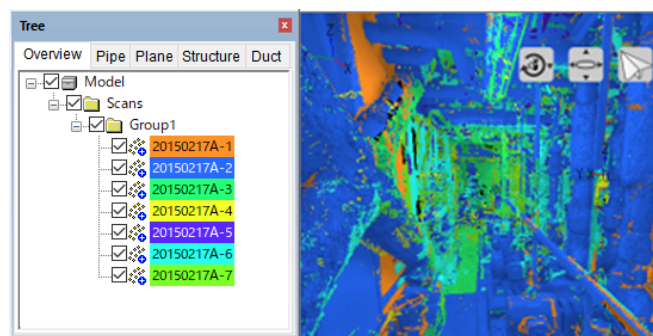 Tree
Overview Pipe Plane Structure Duct
Model
Scans
Group1
20150217A-1
20150217A-2
20150217A-3
20150217A-4
20150217A-5
20150217A-6
20150217A-7
Z
X
Z
Y X